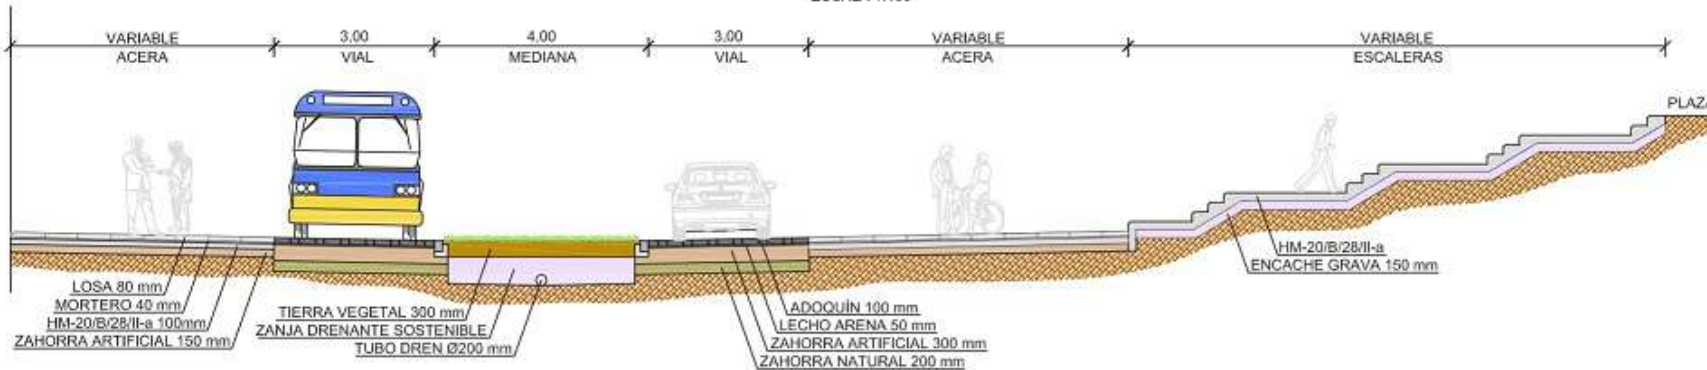 VARIABLE 3,00 4,00 3,00 VARIABLE VARIABLE
ACERA VIAL MEDIANA VIAL ACERA ESCALERAS
PLAZA
HM-20/B/28/II-a
ENCACHE GRAVA 150 mm
LOSA 80 mm
MORTERO 40 mm
HM-20/B/28/II-a 100mm
ZAHORRA ARTIFICIAL 150 mm
TIERRA VEGETAL 300 mm
ZANJA DRENANTE SOSTENIBLE
TUBO DREN Ø200 mm
ADOQUÍN 100 mm
LECHO ARENA 50 mm
ZAHORRA ARTIFICIAL 300 mm
ZAHORRA NATURAL 200 mm